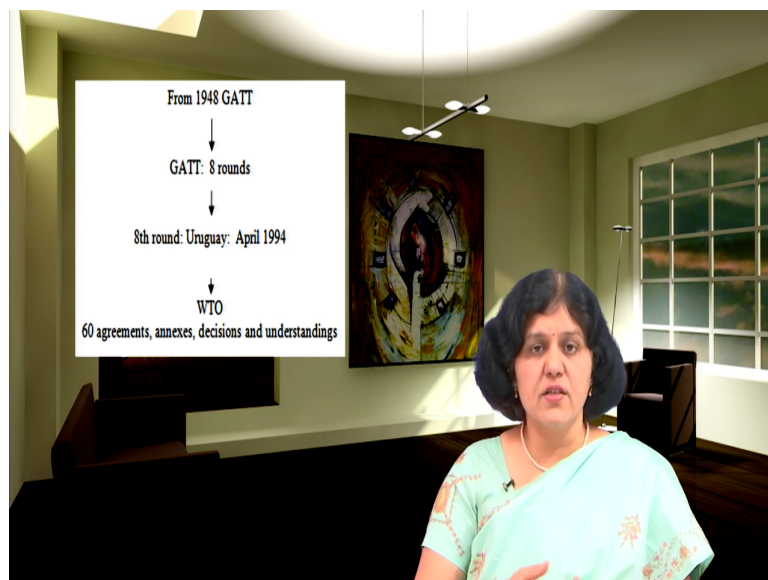 From 1948 GATT
GATT: 8 rounds
8th round: Uruguay: April 1994
WTO
60 agreements, annexes, decisions and understandings